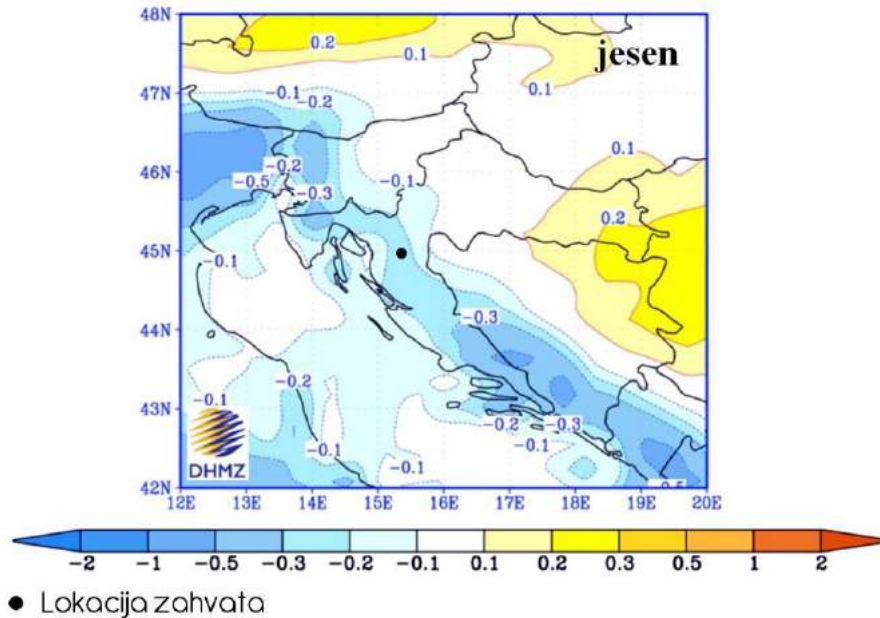 48N
0.2
0.1
jesen
0.1
47N
-0.1
-0.2
0.1
46N
-0.2
-0.1
-0.5
-0.3
0.2
45N
-0.1
44N
-0.3
-0.2
43N
-0.1
-0.2
-0.3
-0.1
-0.1
-0.1
DHMZ
42N
12E 13E 14E 15E 16E 17E 18E 19E 20E
-2 -1 -0.5 -0.3 -0.2 -0.1 0.1 0.2 0.3 0.5 1 2
Lokacija zahvata